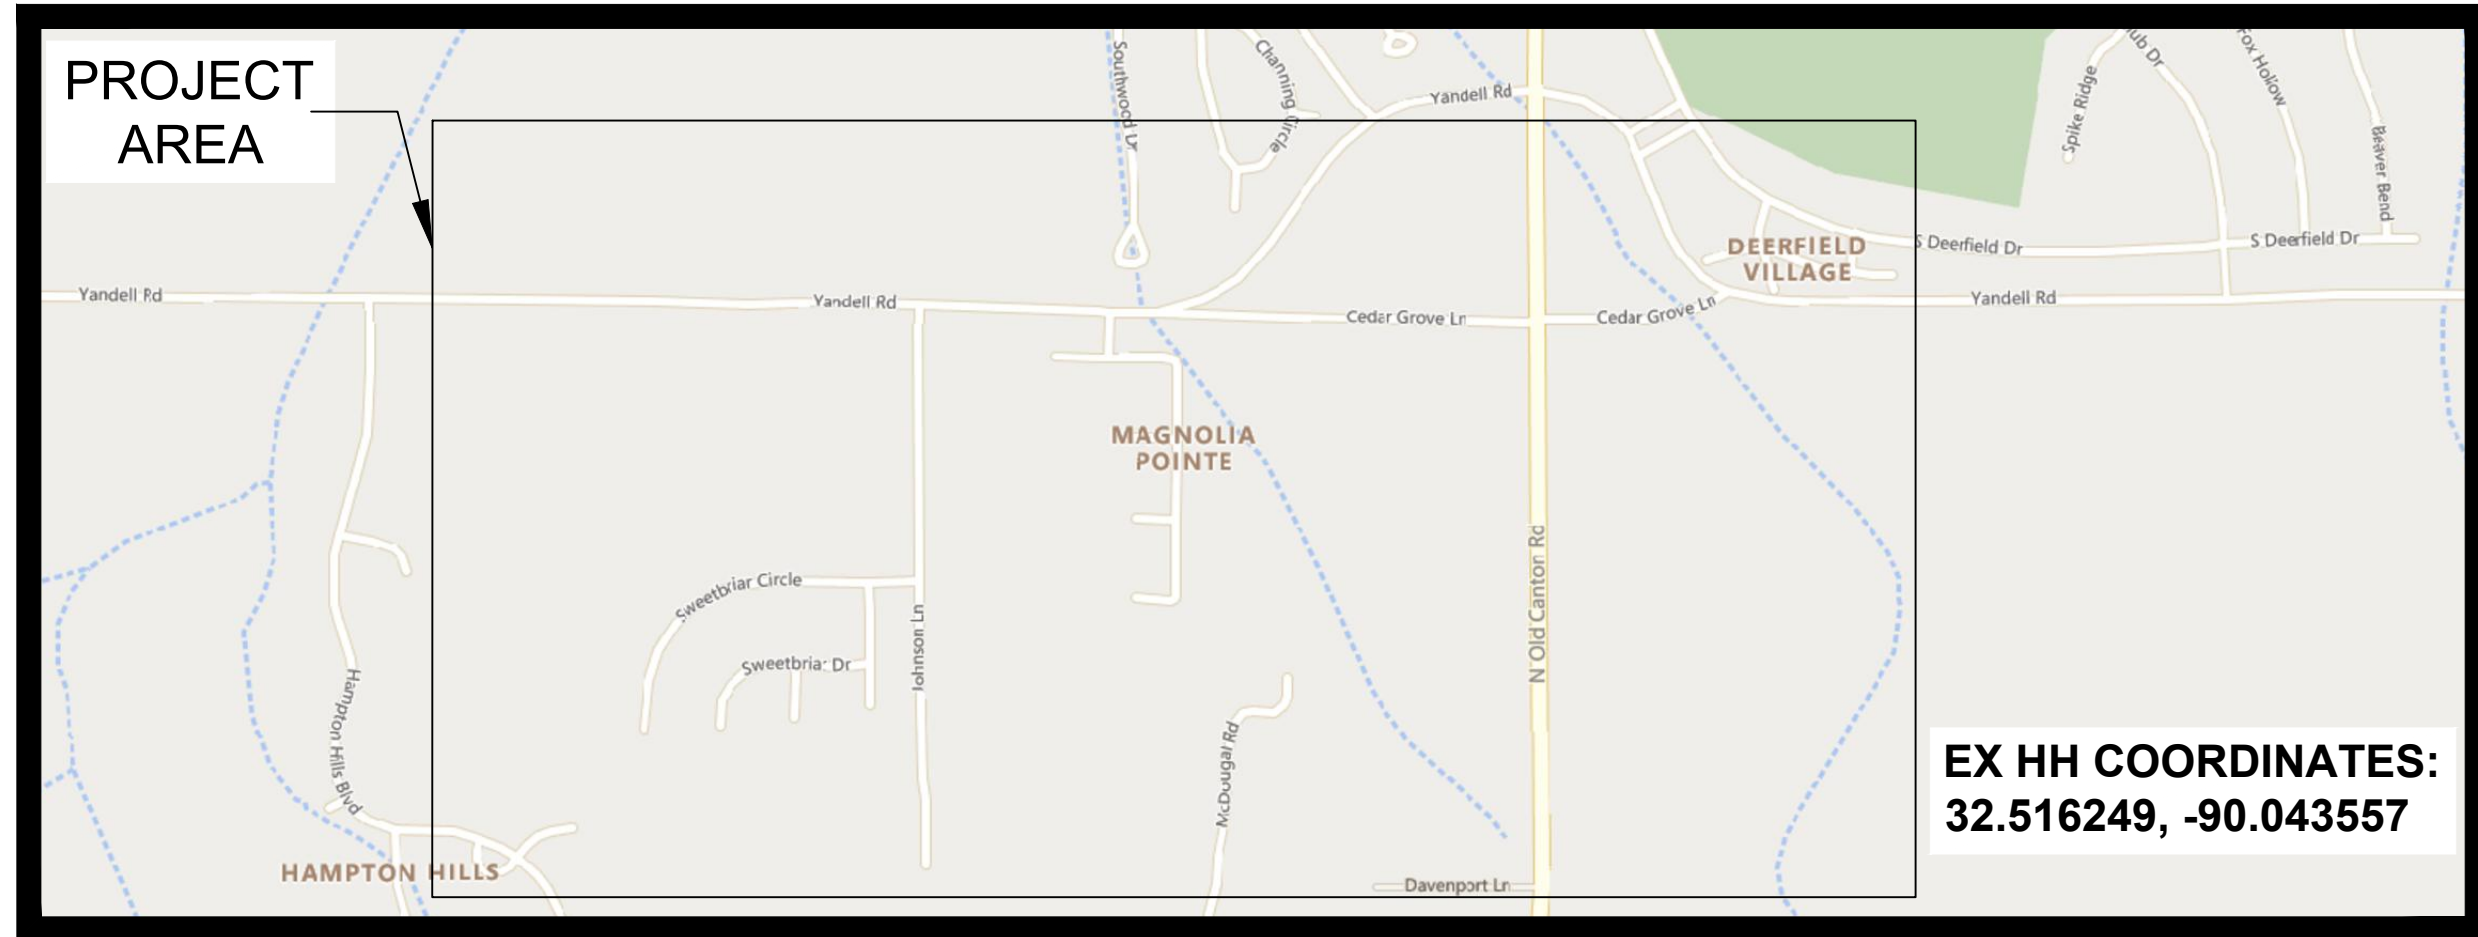 PROJECT
AREA
Southwood Dr
Channing Circle
Yandell Rd
Spike Ridge
ub Dr
Fox Hollow
Beaver Bend
DEERFIELD
VILLAGE
S Deerfield Dr
S Deerfield Dr
Yandell Rd
Yandell Rd
Cedar Grove Ln
Cedar Grove Ln
Yandell Rd
MAGNOLIA
POINTE
N Old Canton Rd
Sweetbriar Circle
Sweetbriar Dr
Johnson Ln
Hampton Hills Blvd
McDougal Rd
EX HH COORDINATES:
32.516249, -90.043557
HAMPTON HILLS
Davenport Ln